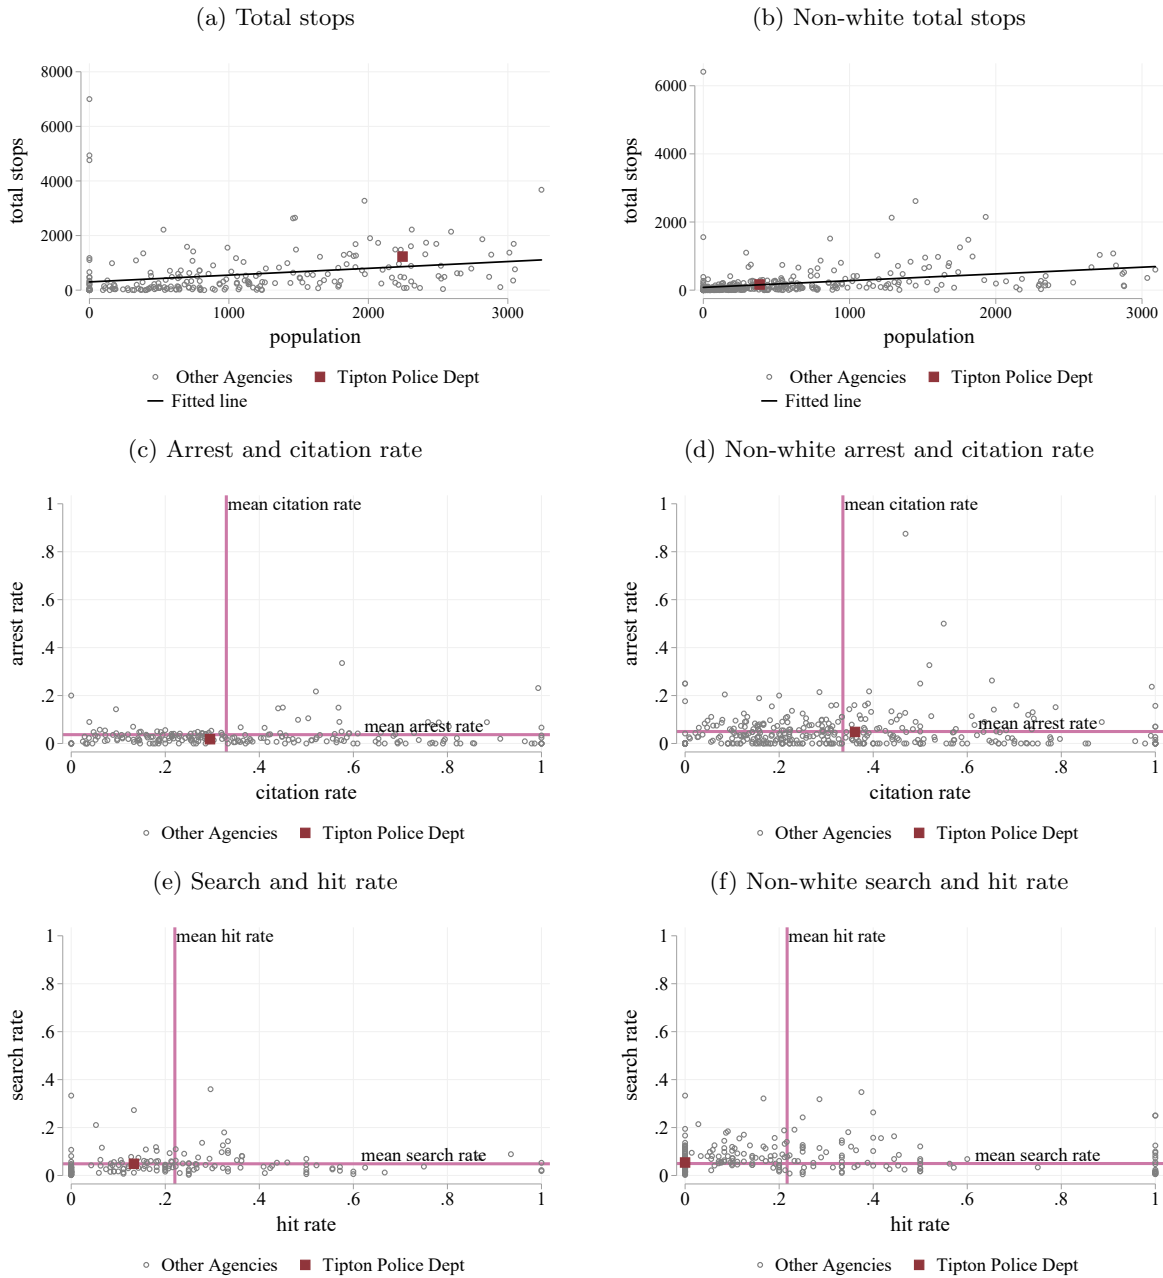 (a) Total stops
(b) Non-white total stops
total stops
8000
6000
4000
2000
0
0 1000 2000 3000
population
Other Agencies Tipton Police Dept
Fitted line
total stops
6000
4000
2000
0
0 1000 2000 3000
population
Other Agencies Tipton Police Dept
Fitted line
(c) Arrest and citation rate
(d) Non-white arrest and citation rate
arrest rate
1
.8
.6
.4
.2
0
mean citation rate
mean arrest rate
0 .2 .4 .6 .8 1
citation rate
Other Agencies Tipton Police Dept
arrest rate
1
.8
.6
.4
.2
0
mean citation rate
mean arrest rate
0 .2 .4 .6 .8 1
citation rate
Other Agencies Tipton Police Dept
(e) Search and hit rate
(f) Non-white search and hit rate
search rate
1
.8
.6
.4
.2
0
mean hit rate
mean search rate
0 .2 .4 .6 .8 1
hit rate
Other Agencies Tipton Police Dept
search rate
1
.8
.6
.4
.2
0
mean hit rate
mean search rate
0 .2 .4 .6 .8 1
hit rate
Other Agencies Tipton Police Dept